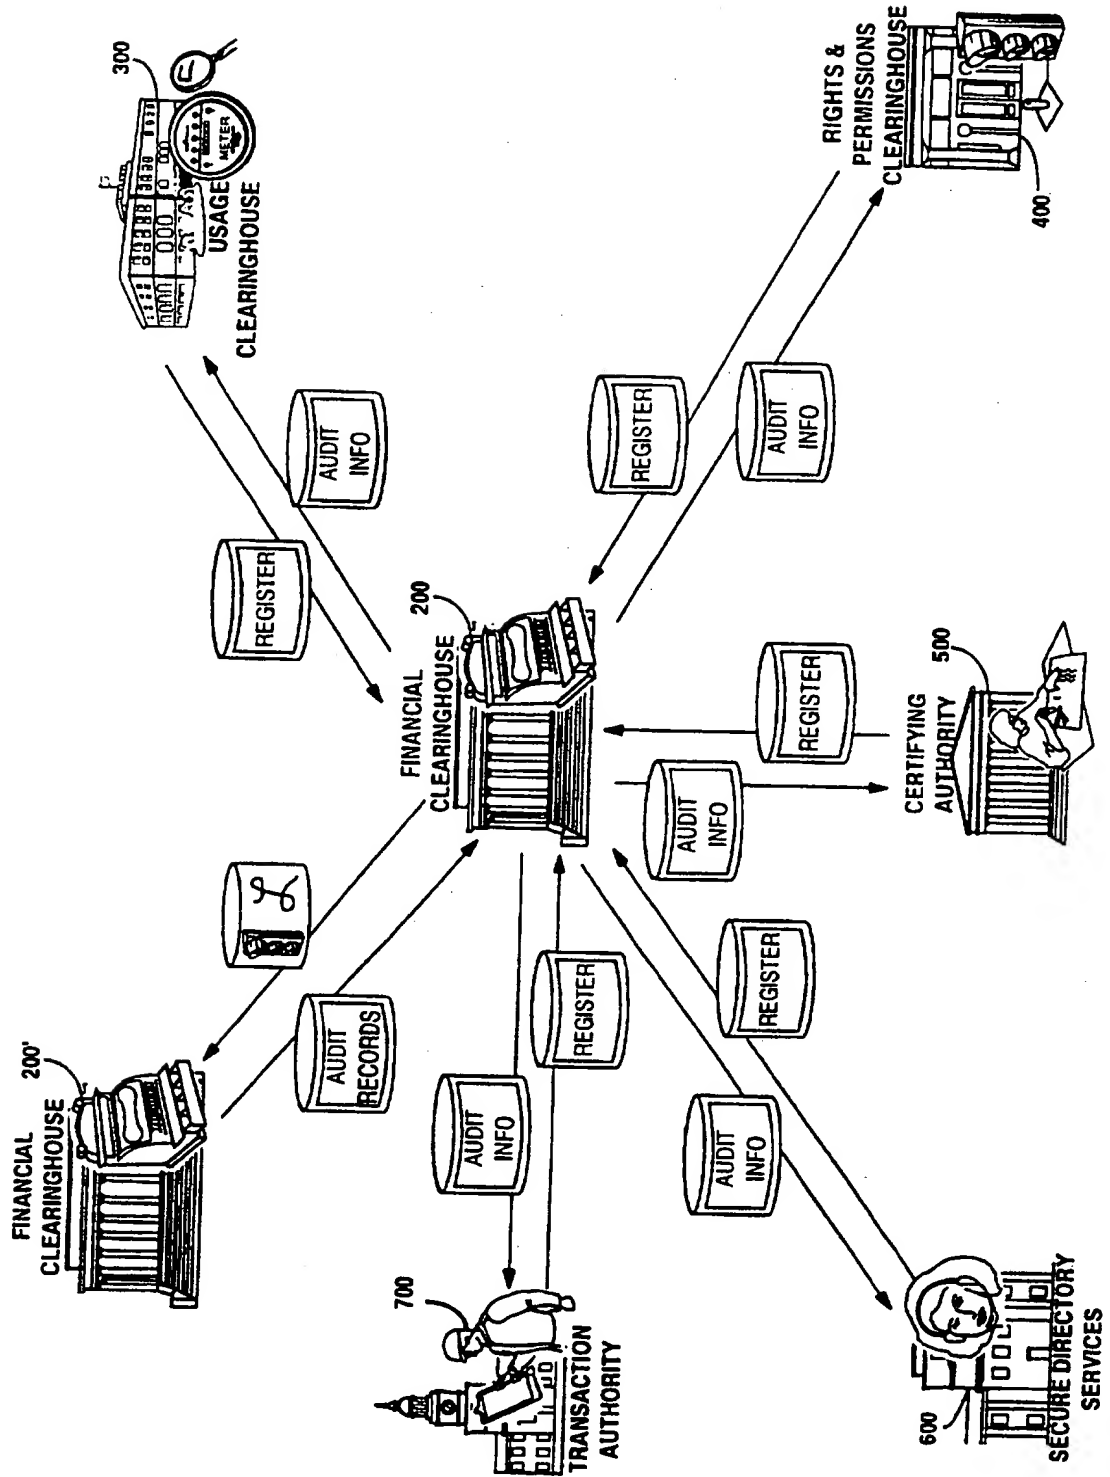 FINANCIAL
CLEARINGHOUSE
200'
300
METER
USAGE
CLEARINGHOUSE
REGISTER
AUDIT
INFO
AUDIT
RECORDS
FINANCIAL
CLEARINGHOUSE
200
700
TRANSACTION
AUTHORITY
AUDIT
INFO
REGISTER
REGISTER
AUDIT
INFO
AUDIT
INFO
REGISTER
AUDIT
INFO
REGISTER
RIGHTS &
PERMISSIONS
CLEARINGHOUSE
400
600
SECURE DIRECTORY
SERVICES
CERTIFYING
AUTHORITY
500